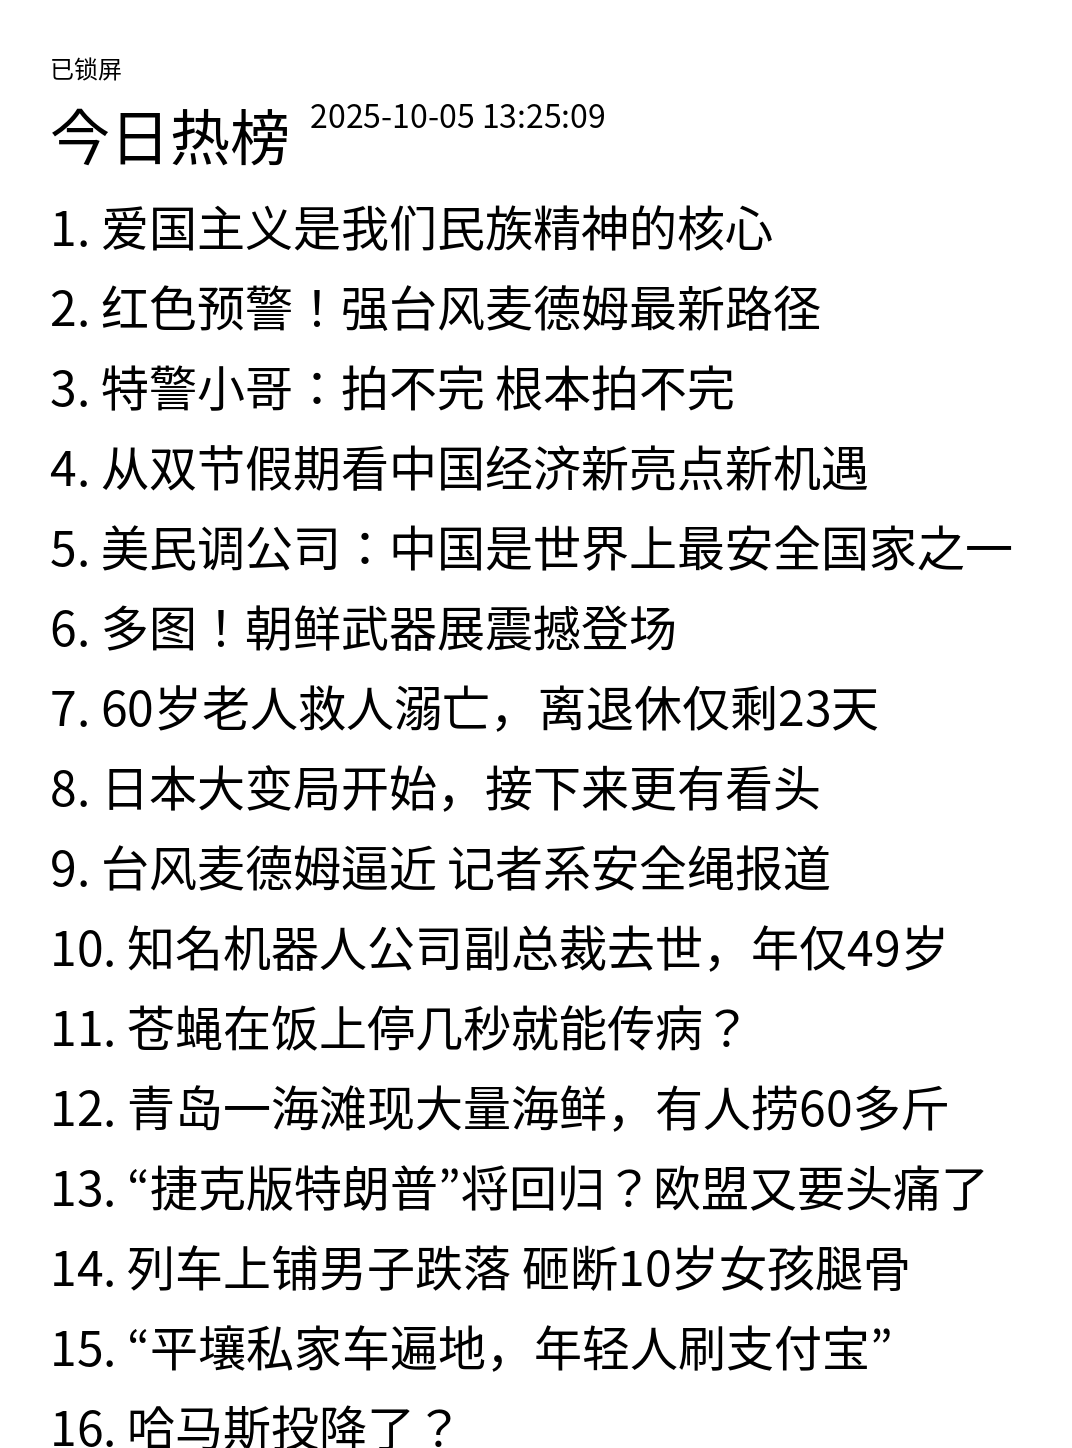 已锁屏
今日热榜 2025-10-05 13:25:09
1. 爱国主义是我们民族精神的核心
2. 红色预警！强台风麦德姆最新路径
3. 特警小哥：拍不完 根本拍不完
4. 从双节假期看中国经济新亮点新机遇
5. 美民调公司：中国是世界上最安全国家之一
6. 多图！朝鲜武器展震撼登场
7. 60岁老人救人溺亡，离退休仅剩23天
8. 日本大变局开始，接下来更有看头
9. 台风麦德姆逼近 记者系安全绳报道
10. 知名机器人公司副总裁去世，年仅49岁
11. 苍蝇在饭上停几秒就能传病？
12. 青岛一海滩现大量海鲜，有人捞60多斤
13. “捷克版特朗普”将回归？欧盟又要头痛了
14. 列车上铺男子跌落 砸断10岁女孩腿骨
15. “平壤私家车遍地，年轻人刷支付宝”
16. 哈马斯投降了？